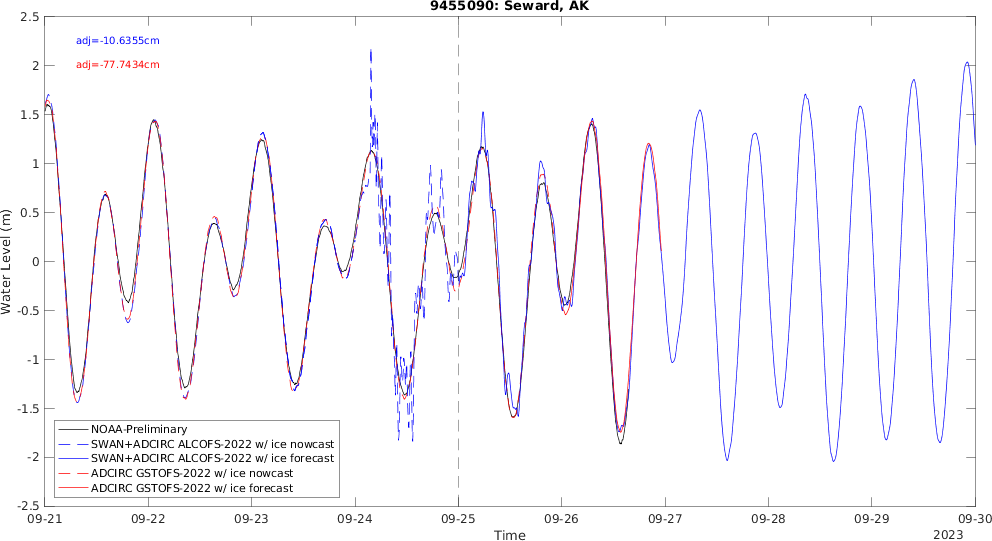 9455090: Seward, AK
2.5
adj=-10.6355cm
2
adj=-77.7434cm
1.5
1
0.5
0
-0.5
-1
-1.5
-2
-2.5
Water Level (m)
NOAA-Preliminary
SWAN+ADCIRC ALCOFS-2022 w/ ice nowcast
SWAN+ADCIRC ALCOFS-2022 w/ ice forecast
ADCIRC GSTOFS-2022 w/ ice nowcast
ADCIRC GSTOFS-2022 w/ ice forecast
09-21 09-22 09-23 09-24 09-25 09-26 09-27 09-28 09-29 09-30
Time
2023